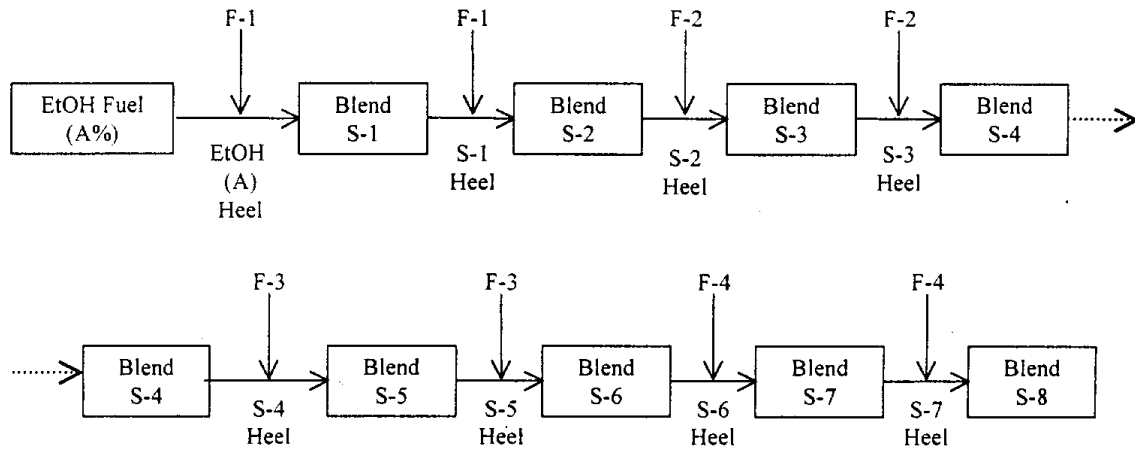 F-1 F-1 F-2 F-2
EtOH Fuel Blend Blend Blend Blend
(A%) S-1 S-2 S-3 S-4
EtOH S-1 S-2 S-3
(A) Heel Heel Heel
Heel
F-3 F-3 F-4 F-4
Blend Blend Blend Blend Blend
S-4 S-5 S-6 S-7 S-8
S-4 S-5 S-6 S-7
Heel Heel Heel Heel